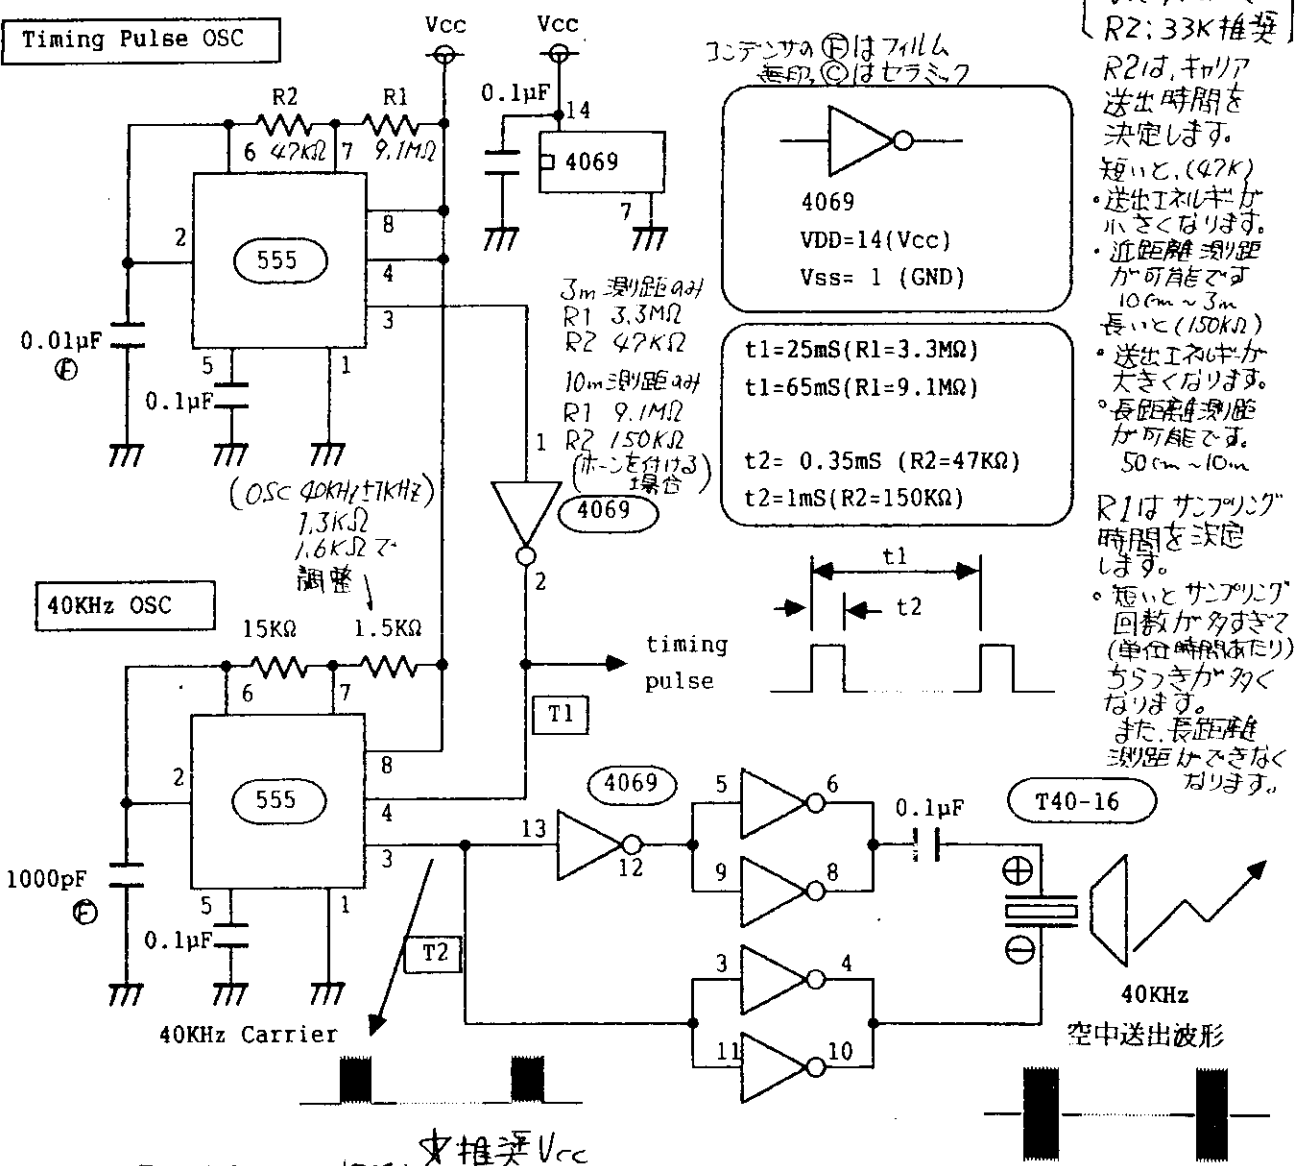 Timing Pulse OSC
Vcc
Vcc
R2
R1
6
47KΩ
7
9.1MΩ
2
555
8
4
3
0.01μF
Ⓕ
5
0.1μF
1
0.1μF
14
4069
7
コンデンサの Ⓕ はフィルム
無印, Ⓒ はセラミック
4069
VDD=14(Vcc)
Vss= 1 (GND)
3m 測距のみ
R1 3.3MΩ
R2 47KΩ
10m 測距のみ
R1 9.1MΩ
R2 150KΩ
(ホーンを付ける
場合)
t1=25mS(R1=3.3MΩ)
t1=65mS(R1=9.1MΩ)
t2= 0.35mS (R2=47KΩ)
t2=1mS(R2=150KΩ)
t1
t2
R2:33K推奨
R2は、キャリア
送出時間を
決定します。
短いと、(47K)
・送出エネルギーが
小さくなります。
・近距離測距
が可能です
10cm~3m
長いと(150KΩ)
・送出エネルギーが
大きくなります。
・長距離測距
が可能です。
50cm~10m
R1はサンプリング
時間を決定
します。
・短いとサンプリング
回数が多すぎて
(単位時間あたり)
ちらつきが多く
なります。
また、長距離
測距ができなく
なります。
1
4069
2
(OSC 40KHz±1KHz)
1.3KΩ
1.6KΩで
調整
40KHz OSC
15KΩ
1.5KΩ
6
7
2
555
8
4
3
1000pF
Ⓕ
5
0.1μF
1
timing
pulse
T1
4069
13
12
5
6
9
8
3
4
11
10
0.1μF
T40-16
⊕
⊖
40KHz
T2
40KHz Carrier
空中送出波形
推奨Vcc